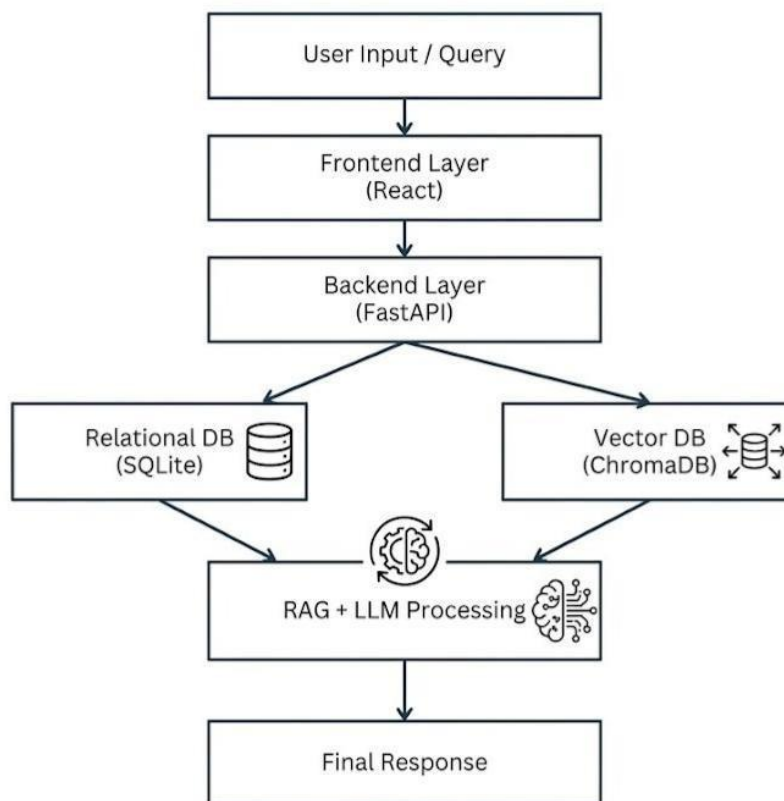 User Input / Query
Frontend Layer
(React)
Backend Layer
(FastAPI)
Relational DB
(SQLite)
Vector DB
(ChromaDB)
RAG + LLM Processing
Final Response